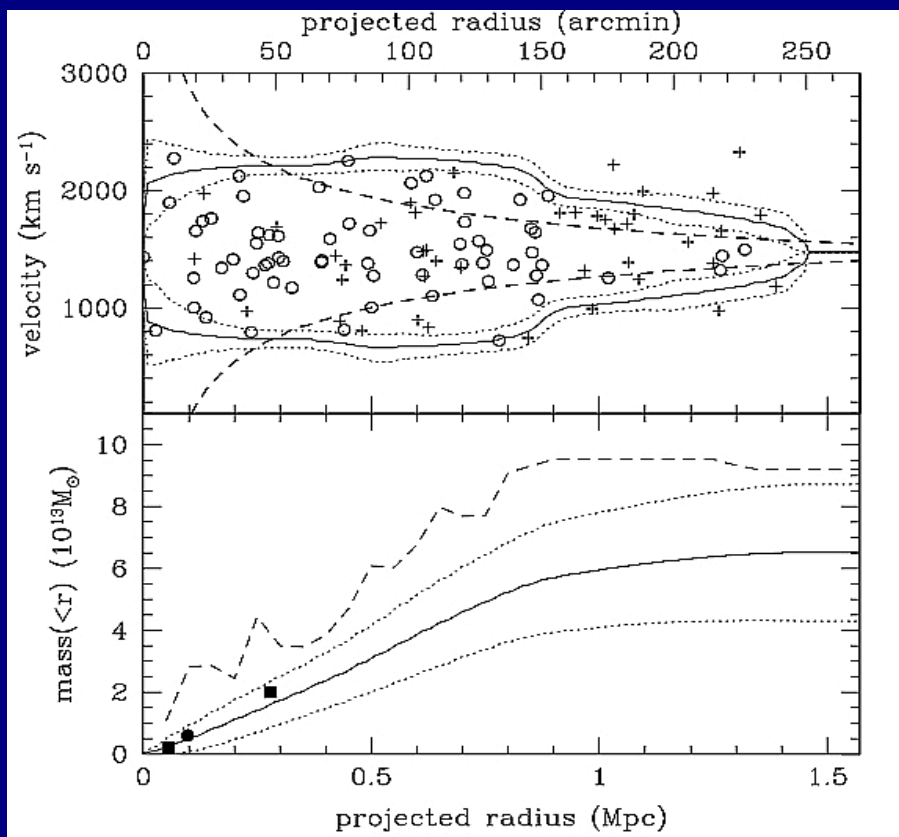 projected radius (arcmin)
0 50 100 150 200 250
3000
2000
1000
velocity (km s⁻¹)
10
8
6
4
2
0
mass(<r) (10¹³M☉)
0 0.5 1 1.5
projected radius (Mpc)